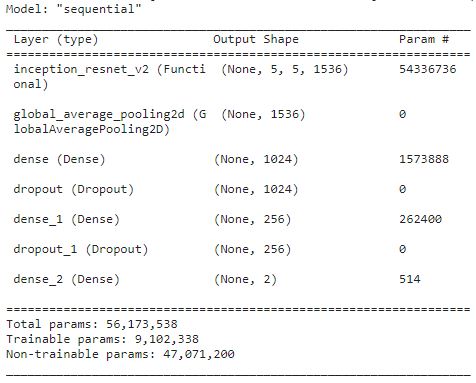 Model: "sequential"
Layer (type) Output Shape Param #
inception_resnet_v2 (Functi (None, 5, 5, 1536) 54336736
onal)
global_average_pooling2d (G (None, 1536) 0
lobalAveragePooling2D)
dense (Dense) (None, 1024) 1573888
dropout (Dropout) (None, 1024) 0
dense_1 (Dense) (None, 256) 262400
dropout_1 (Dropout) (None, 256) 0
dense_2 (Dense) (None, 2) 514
Total params: 56,173,538
Trainable params: 9,102,338
Non-trainable params: 47,071,200